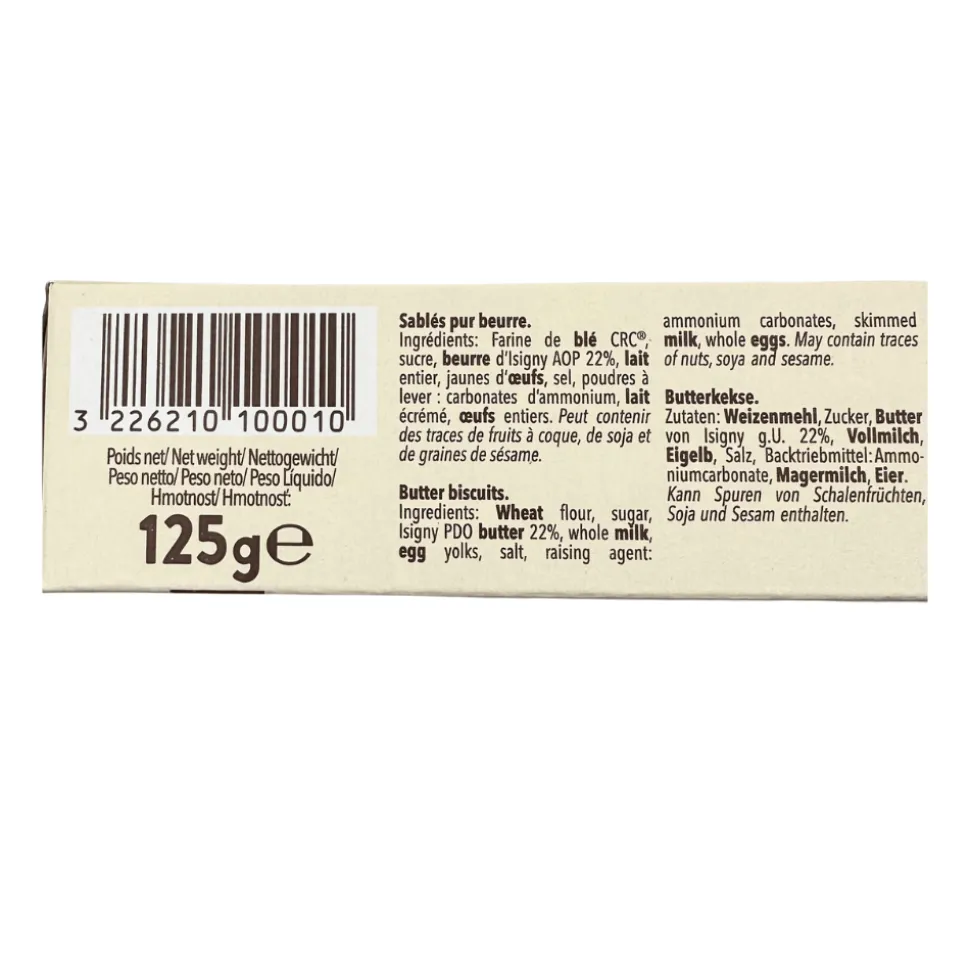 3 226210 100010
Poids net/ Net weight/ Nettogewicht/
Peso netto/ Peso neto/ Peso Líquido/
Hmotnost/ Hmotnosť:
125g ℮
Sablés pur beurre.
Ingrédients: Farine de blé CRC®,
sucre, beurre d'Isigny AOP 22%, lait
entier, jaunes d'œufs, sel, poudres à
lever : carbonates d'ammonium, lait
écrémé, œufs entiers. Peut contenir
des traces de fruits à coque, de soja et
de graines de sésame.
Butter biscuits.
Ingredients: Wheat flour, sugar,
Isigny PDO butter 22%, whole milk,
egg yolks, salt, raising agent:
ammonium carbonates, skimmed
milk, whole eggs. May contain traces
of nuts, soya and sesame.
Butterkekse.
Zutaten: Weizenmehl, Zucker, Butter
von Isigny g.U. 22%, Vollmilch,
Eigelb, Salz, Backtriebmittel: Ammo-
niumcarbonate, Magermilch, Eier.
Kann Spuren von Schalenfrüchten,
Soja und Sesam enthalten.